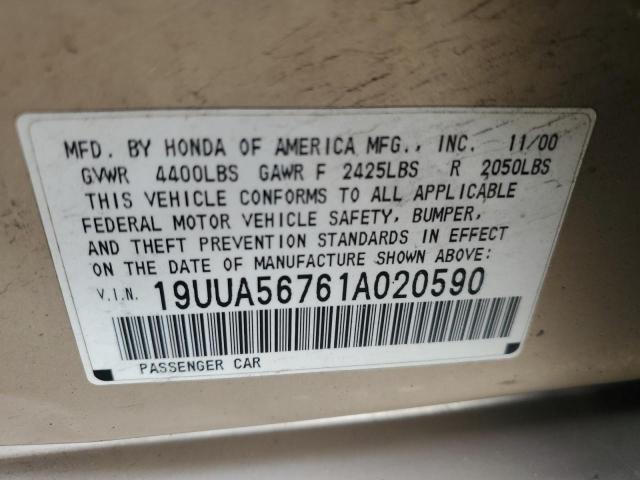 MFD. BY HONDA OF AMERICA MFG., INC. 11/00
GVWR 4400LBS GAWR F 2425LBS R 2050LBS
THIS VEHICLE CONFORMS TO ALL APPLICABLE
FEDERAL MOTOR VEHICLE SAFETY, BUMPER,
AND THEFT PREVENTION STANDARDS IN EFFECT
ON THE DATE OF MANUFACTURE SHOWN ABOVE:
V.I.N. 19UUA56761A020590
PASSENGER CAR